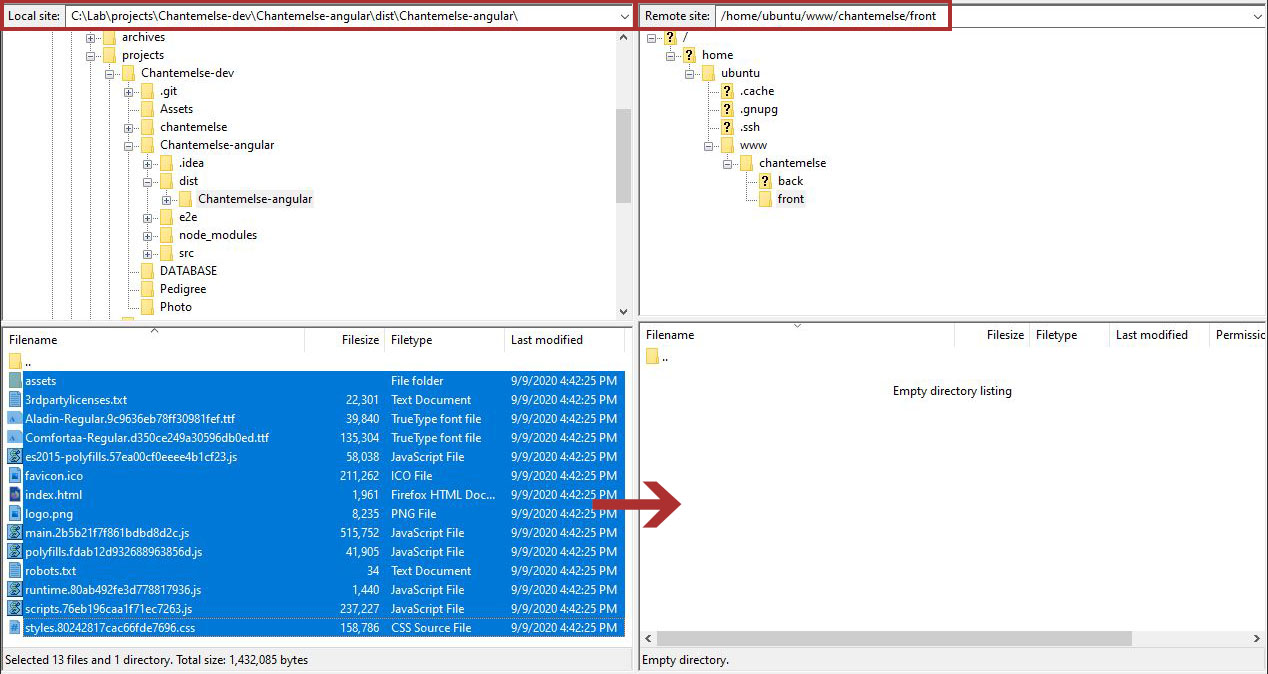 Local site: C:\Lab\projects\Chantemelse-dev\Chantemelse-angular\dist\Chantemelse-angular\
archives
projects
Chantemelse-dev
.git
Assets
chantemelse
Chantemelse-angular
.idea
dist
Chantemelse-angular
e2e
node_modules
src
DATABASE
Pedigree
Photo
Filename Filesize Filetype Last modified
..
assets File folder 9/9/2020 4:42:25 PM
3rdpartylicenses.txt 22,301 Text Document 9/9/2020 4:42:25 PM
Aladin-Regular.9c9636eb78ff30981fef.ttf 39,840 TrueType font file 9/9/2020 4:42:25 PM
Comfortaa-Regular.d350ce249a30596db0ed.ttf 135,304 TrueType font file 9/9/2020 4:42:25 PM
es2015-polyfills.57ea00cf0eeee4b1cf23.js 58,038 JavaScript File 9/9/2020 4:42:25 PM
favicon.ico 211,262 ICO File 9/9/2020 4:42:25 PM
index.html 1,961 Firefox HTML Doc... 9/9/2020 4:42:25 PM
logo.png 8,235 PNG File 9/9/2020 4:42:25 PM
main.2b5b21f7f861bdbd8d2c.js 515,752 JavaScript File 9/9/2020 4:42:25 PM
polyfills.fdab12d932688963856d.js 41,905 JavaScript File 9/9/2020 4:42:25 PM
robots.txt 34 Text Document 9/9/2020 4:42:25 PM
runtime.80ab492fe3d778817936.js 1,440 JavaScript File 9/9/2020 4:42:25 PM
scripts.76eb196caa1f71ec7263.js 237,227 JavaScript File 9/9/2020 4:42:25 PM
styles.80242817cac66fde7696.css 158,786 CSS Source File 9/9/2020 4:42:25 PM
Selected 13 files and 1 directory. Total size: 1,432,085 bytes
Remote site: /home/ubuntu/www/chantemelse/front
? /
? home
ubuntu
? .cache
? .gnupg
? .ssh
www
chantemelse
? back
front
Filename Filesize Filetype Last modified Permissic
..
Empty directory listing
Empty directory.